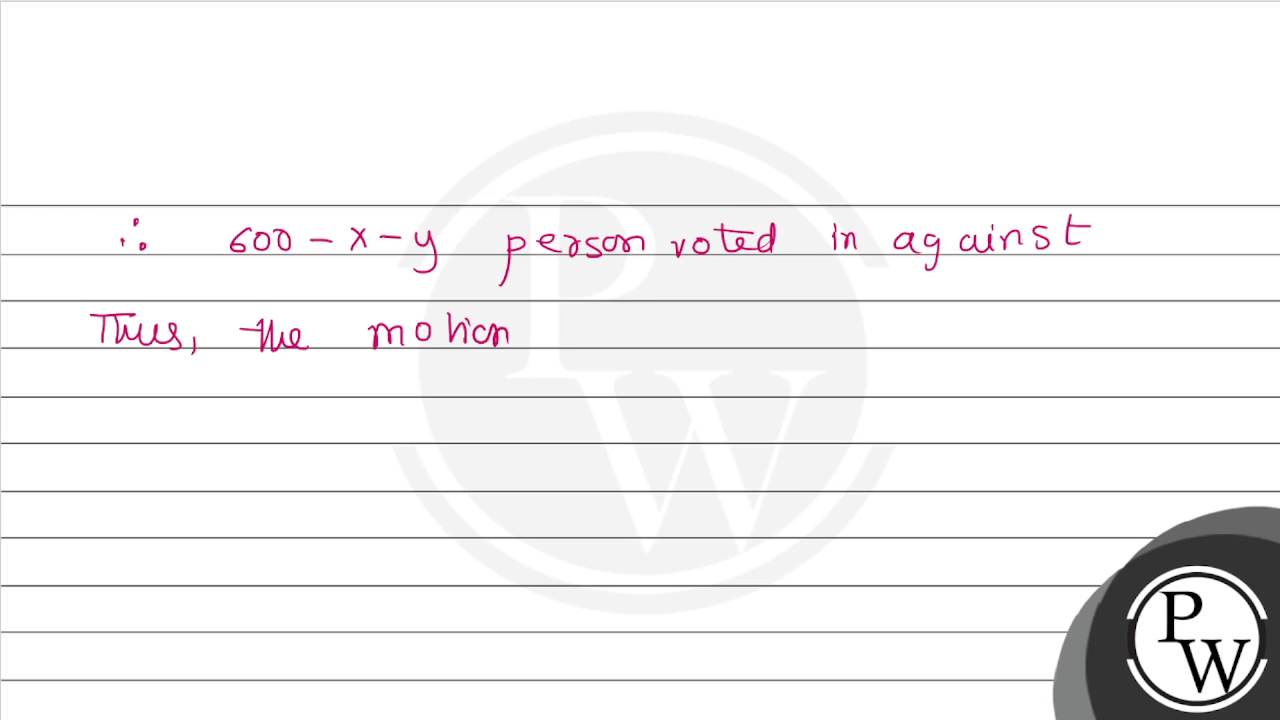 ∴ 600 - x - y person voted in against
Thus, the motion
P
W
P
W